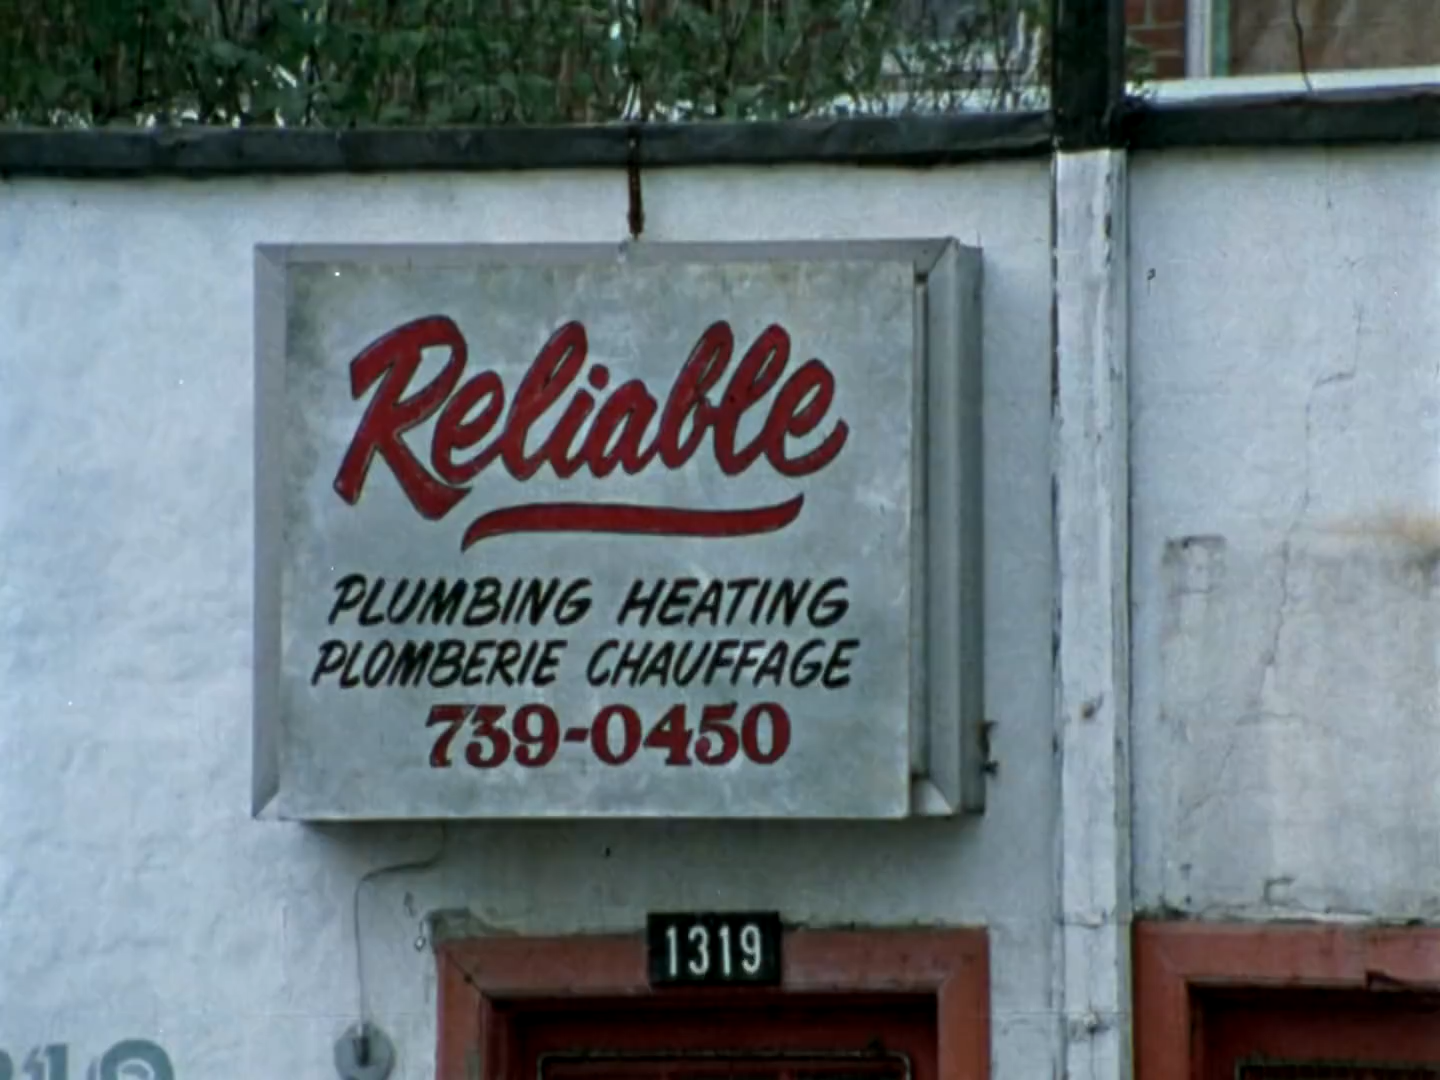 Reliable
PLUMBING HEATING
PLOMBERIE CHAUFFAGE
739-0450
1319